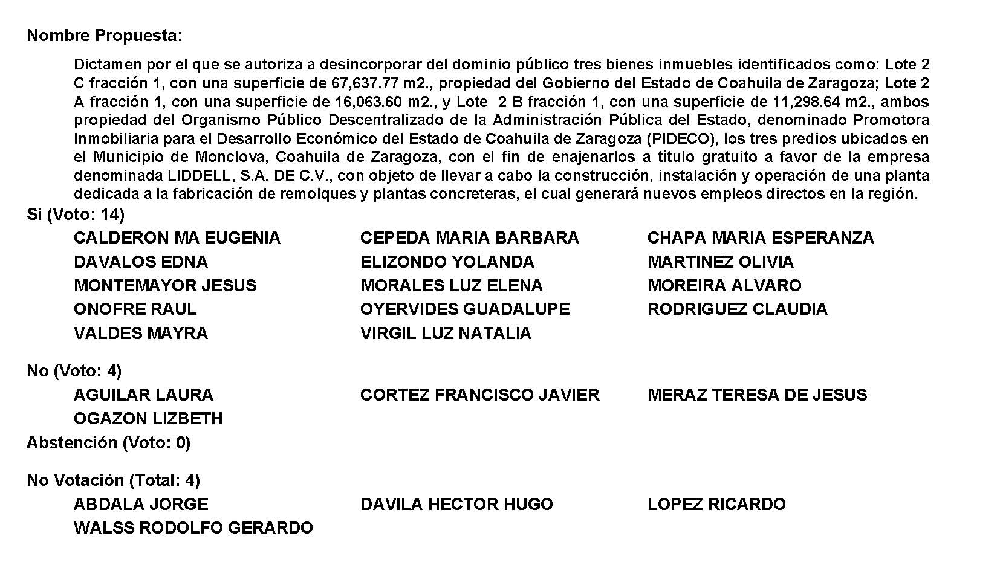 Nombre Propuesta:
Dictamen por el que se autoriza a desincorporar del dominio público tres bienes inmuebles identificados como: Lote 2
C fracción 1, con una superficie de 67,637.77 m2., propiedad del Gobierno del Estado de Coahuila de Zaragoza; Lote 2
A fracción 1, con una superficie de 16,063.60 m2., y Lote  2 B fracción 1, con una superficie de 11,298.64 m2., ambos
propiedad del Organismo Público Descentralizado de la Administración Pública del Estado, denominado Promotora
Inmobiliaria para el Desarrollo Económico del Estado de Coahuila de Zaragoza (PIDECO), los tres predios ubicados en
el Municipio de Monclova, Coahuila de Zaragoza, con el fin de enajenarlos a título gratuito a favor de la empresa
denominada LIDDELL, S.A. DE C.V., con objeto de llevar a cabo la construcción, instalación y operación de una planta
dedicada a la fabricación de remolques y plantas concreteras, el cual generará nuevos empleos directos en la región.
Sí (Voto: 14)
CALDERON MA EUGENIA CEPEDA MARIA BARBARA CHAPA MARIA ESPERANZA
DAVALOS EDNA ELIZONDO YOLANDA MARTINEZ OLIVIA
MONTEMAYOR JESUS MORALES LUZ ELENA MOREIRA ALVARO
ONOFRE RAUL OYERVIDES GUADALUPE RODRIGUEZ CLAUDIA
VALDES MAYRA VIRGIL LUZ NATALIA
No (Voto: 4)
AGUILAR LAURA CORTEZ FRANCISCO JAVIER MERAZ TERESA DE JESUS
OGAZON LIZBETH
Abstención (Voto: 0)
No Votación (Total: 4)
ABDALA JORGE DAVILA HECTOR HUGO LOPEZ RICARDO
WALSS RODOLFO GERARDO